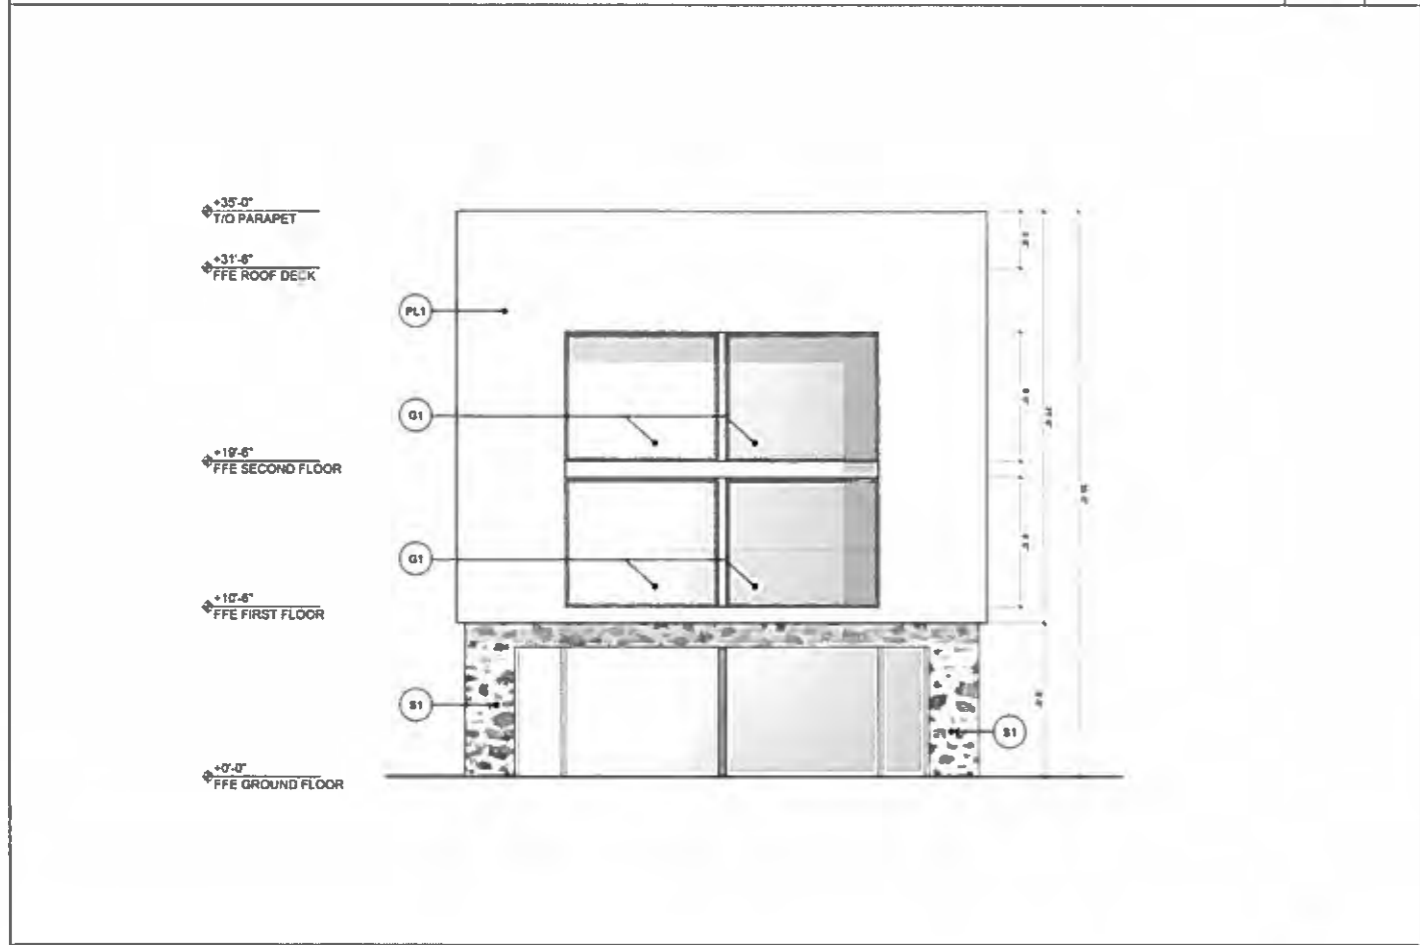 +35'-0"
T/O PARAPET
+31'-6"
FFE ROOF DECK
PL1
G1
+19'-6"
FFE SECOND FLOOR
G1
+10'-6"
FFE FIRST FLOOR
S1
S1
+0'-0"
FFE GROUND FLOOR